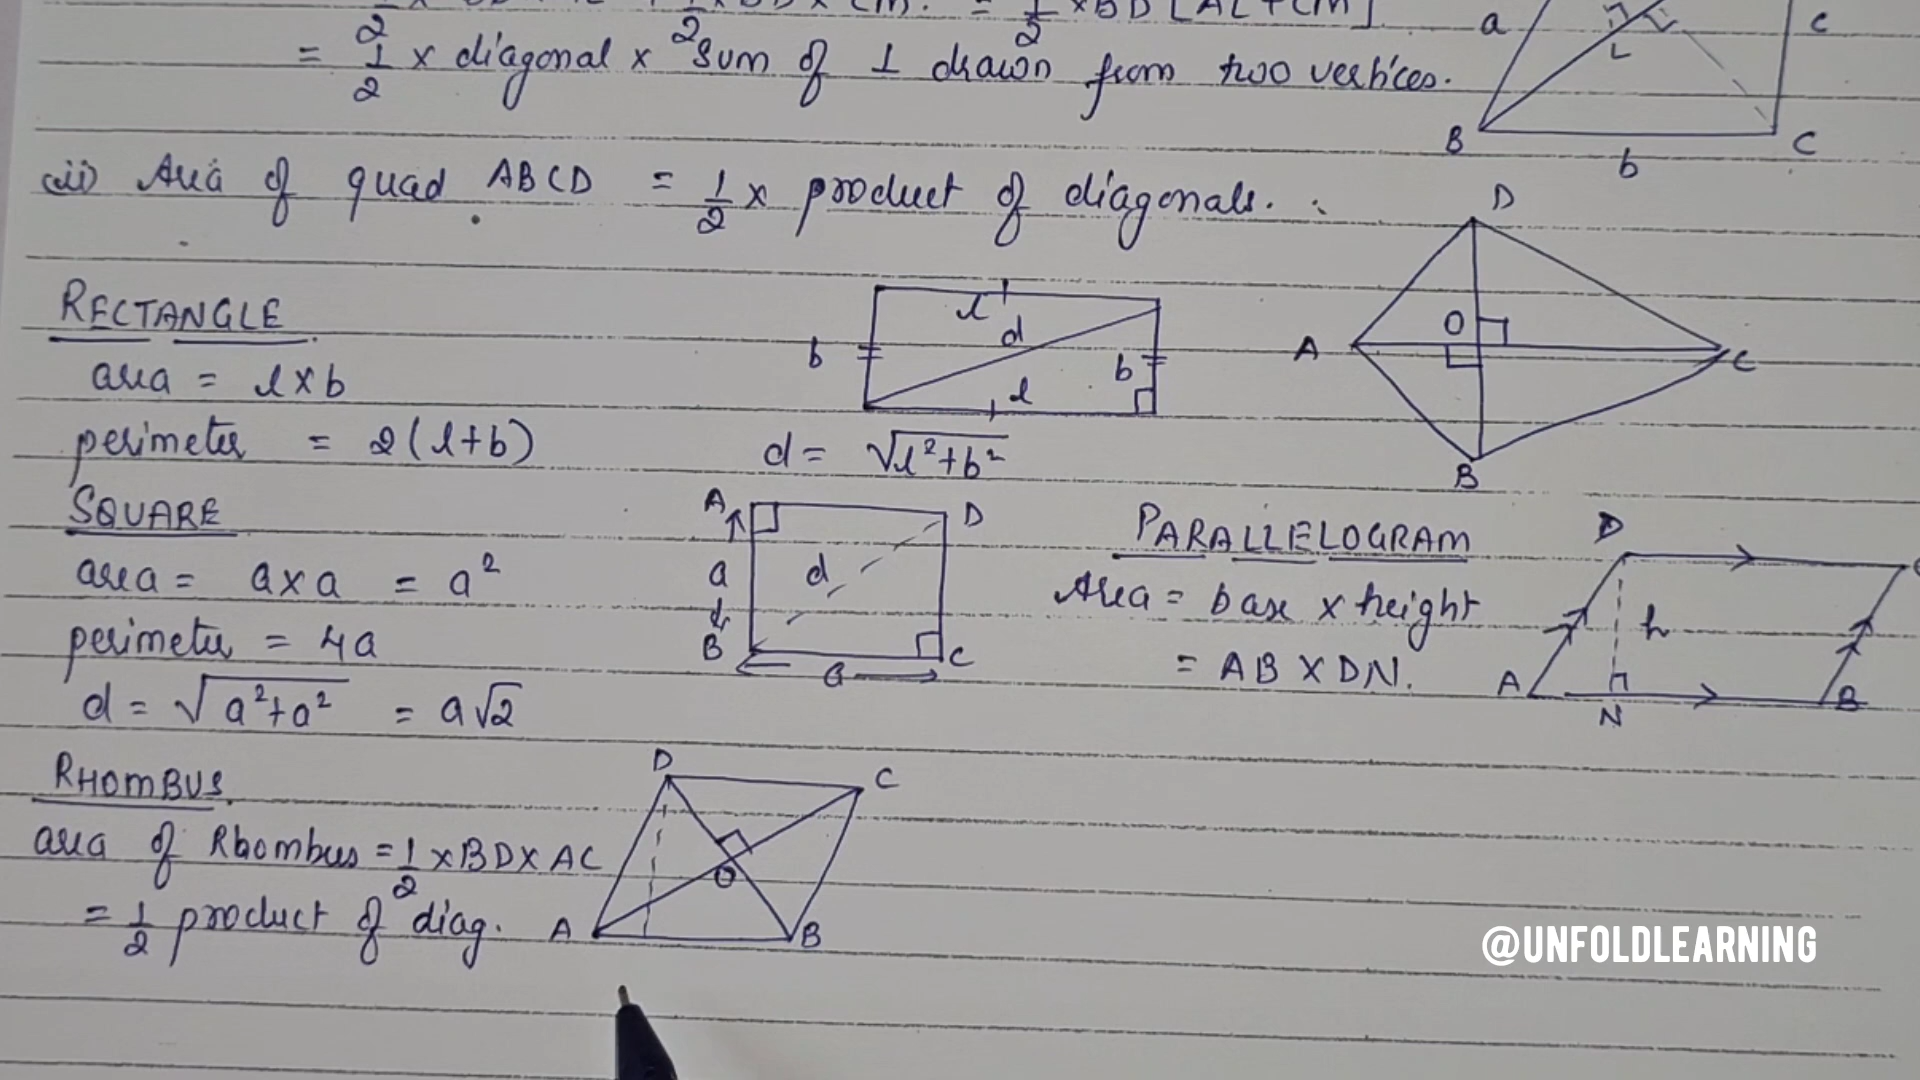 = 1/2 × diagonal × sum of ⊥ drawn from two vertices.
(ii) Area of quad ABCD = 1/2 × product of diagonals.
RECTANGLE
area = l×b
perimeter = 2(l+b)
l
d
b
b
l
d = √l²+b²
a
c
L
B
b
C
D
O
A
C
B
SQUARE
area = a×a = a²
perimeter = 4a
d = √a²+a² = a√2
A
D
a
d
B
C
a
PARALLELOGRAM
Area = base × height
= AB × DN.
D
h
A
N
B
RHOMBUS
area of Rhombus = 1/2 × BD × AC
= 1/2 product of diag.
D
C
O
A
B
@UNFOLDLEARNING